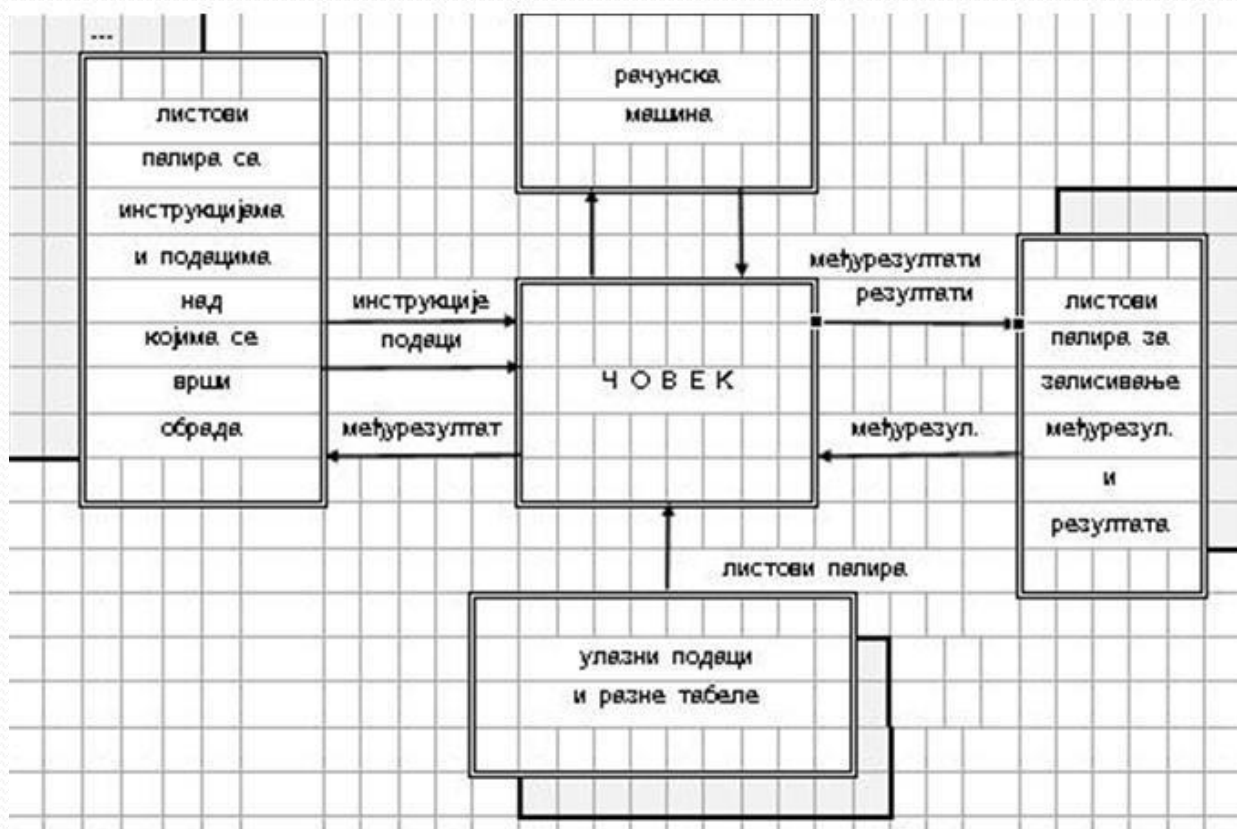 ...
листови
папира са
инструкцијама
и подацима
над
којима се
врши
обрада
рачунска
машина
инструкције
подаци
међурезултат
Ч О В Е К
међурезултати
резултати
међурезул.
листови
папира за
записивање
међурезул.
и
резултата
листови папира
улазни подаци
и разне табеле